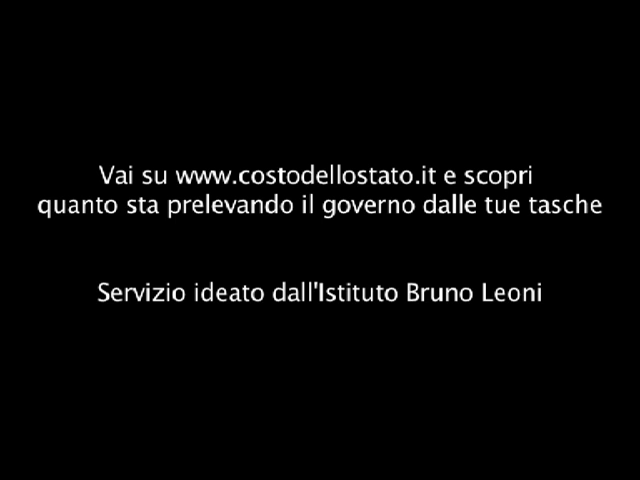 Vai su www.costodellostato.it e scopri
quanto sta prelevando il governo dalle tue tasche
Servizio ideato dall'Istituto Bruno Leoni